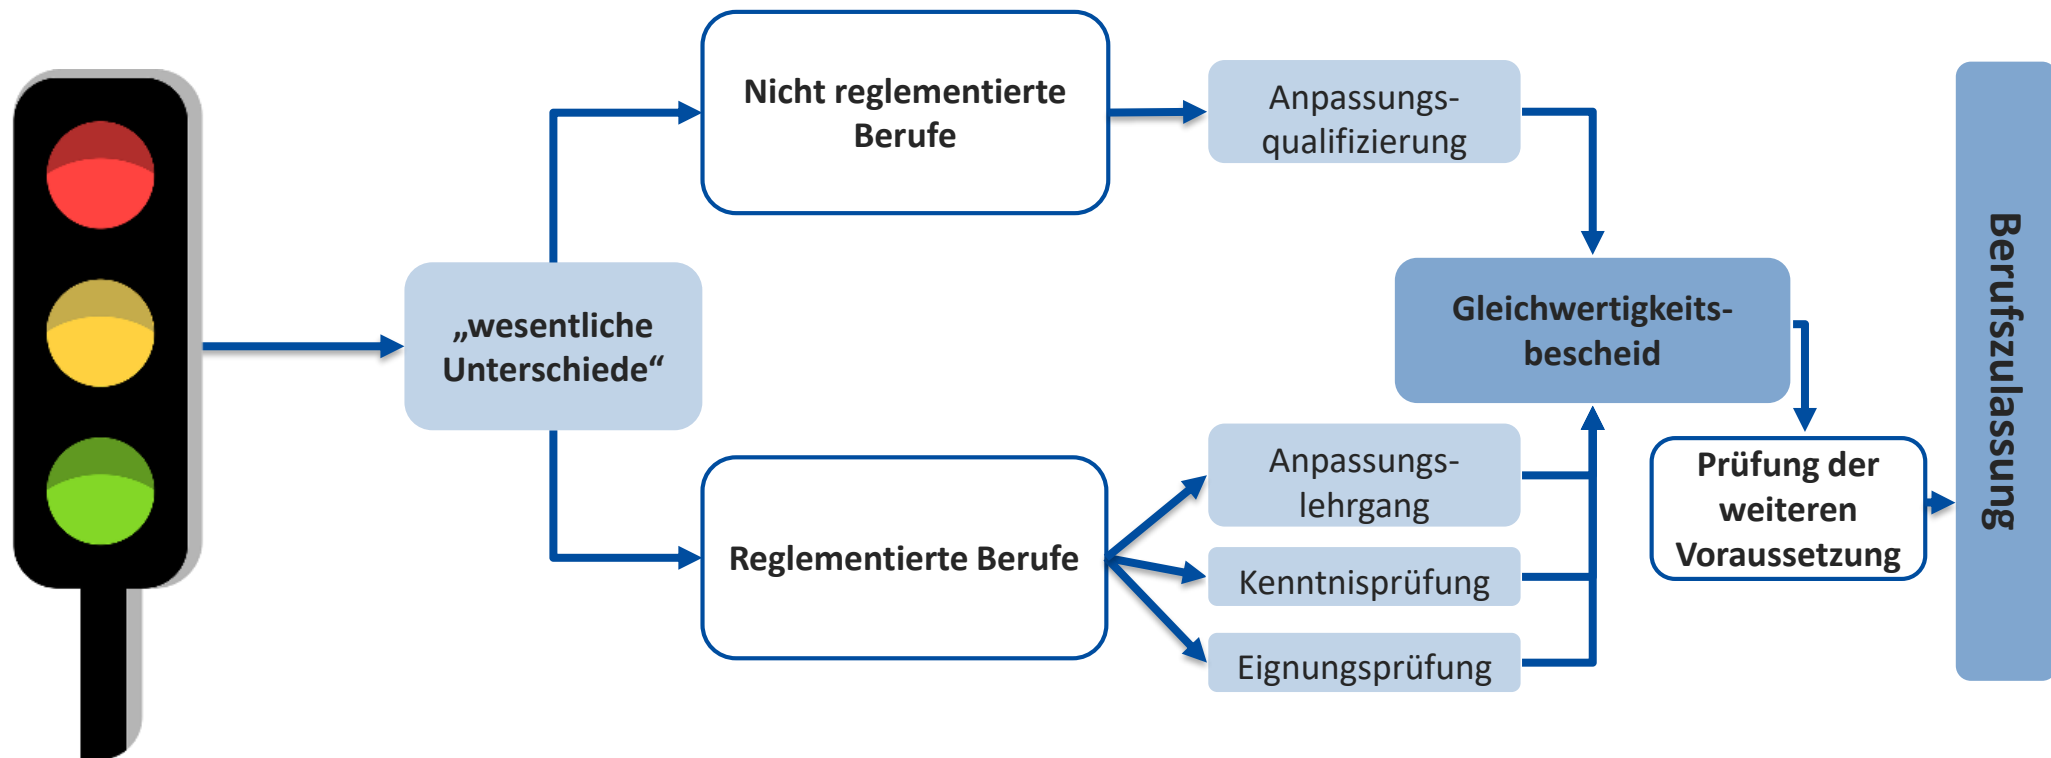 Nicht reglementierte
Berufe
Anpassungs-
qualifizierung
„wesentliche
Unterschiede“
Gleichwertigkeits-
bescheid
Reglementierte Berufe
Anpassungs-
lehrgang
Kenntnisprüfung
Eignungsprüfung
Prüfung der
weiteren
Voraussetzung
Berufszulassung